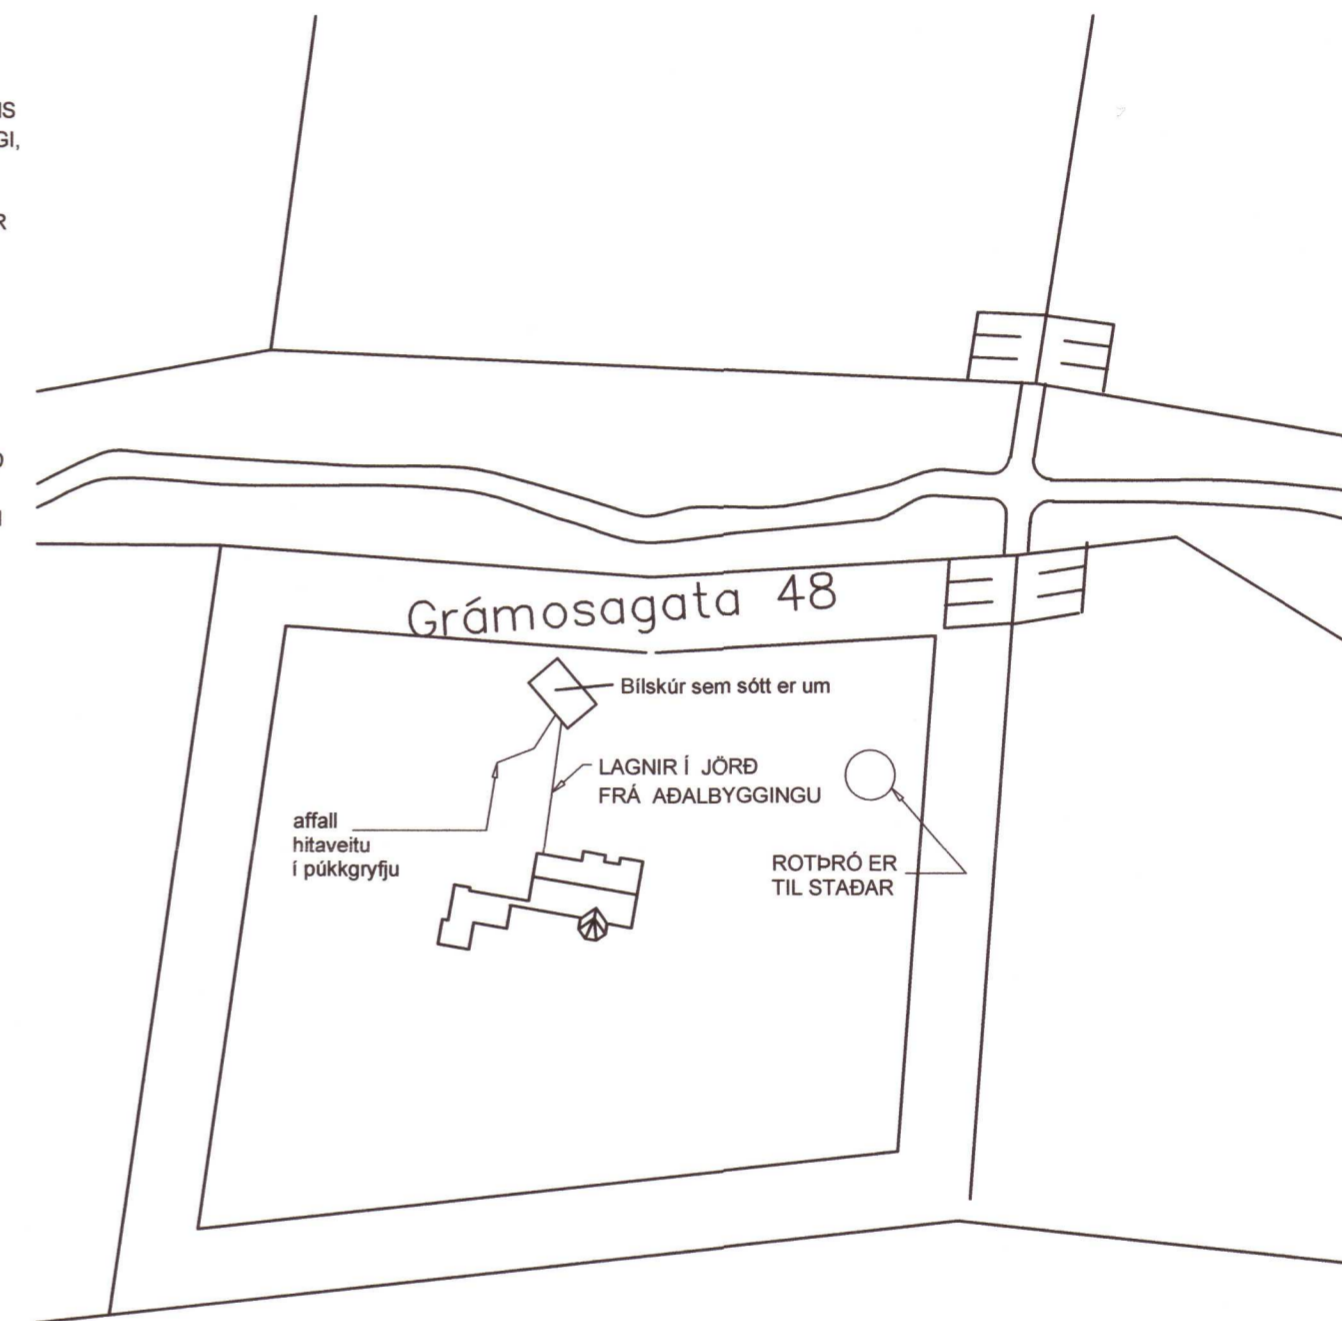 Grámosagata 48
Bílskúr sem sótt er um
LAGNIR Í JÖRÐ
FRÁ AÐALBYGGINGU
affall
hitaveitu
í púkkgryfju
ROTÞRÓ ER
TIL STAÐAR